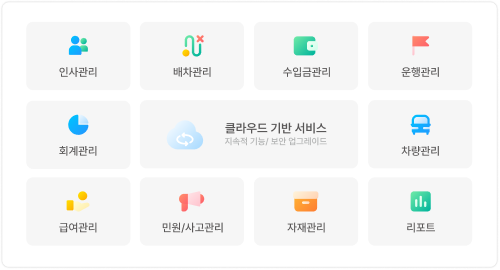 인사관리
배차관리
수입금관리
운행관리
회계관리
클라우드 기반 서비스
지속적 기능/ 보안 업그레이드
차량관리
급여관리
민원/사고관리
자재관리
리포트